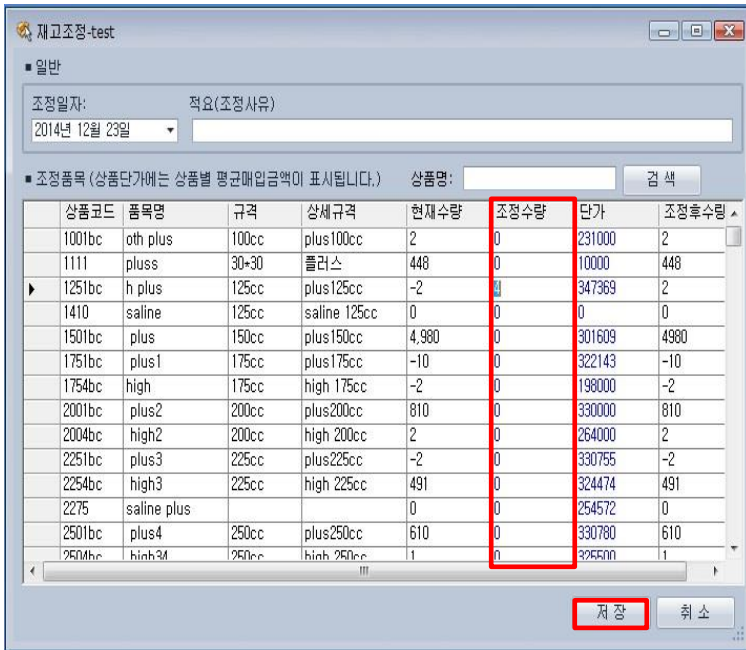 재고조정-test
■ 일반
조정일자: 적요(조정사유)
2014년 12월 23일
■ 조정품목 (상품단가에는 상품별 평균매입금액이 표시됩니다.) 상품명: 검 색
상품코드 품목명 규격 상세규격 현재수량 조정수량 단가 조정후수량
1001bc oth plus 100cc plus100cc 2 0 231000 2
1111 pluss 30*30 플러스 448 0 10000 448
1251bc h plus 125cc plus125cc -2 4 347369 2
1410 saline 125cc saline 125cc 0 0 0 0
1501bc plus 150cc plus150cc 4,980 0 301609 4980
1751bc plus1 175cc plus175cc -10 0 322143 -10
1754bc high 175cc high 175cc -2 0 198000 -2
2001bc plus2 200cc plus200cc 810 0 330000 810
2004bc high2 200cc high 200cc 2 0 264000 2
2251bc plus3 225cc plus225cc -2 0 330755 -2
2254bc high3 225cc high 225cc 491 0 324474 491
2275 saline plus 0 0 254572 0
2501bc plus4 250cc plus250cc 610 0 330780 610
2504bc high34 250cc high 250cc 1 0 325500 1
저 장 취 소